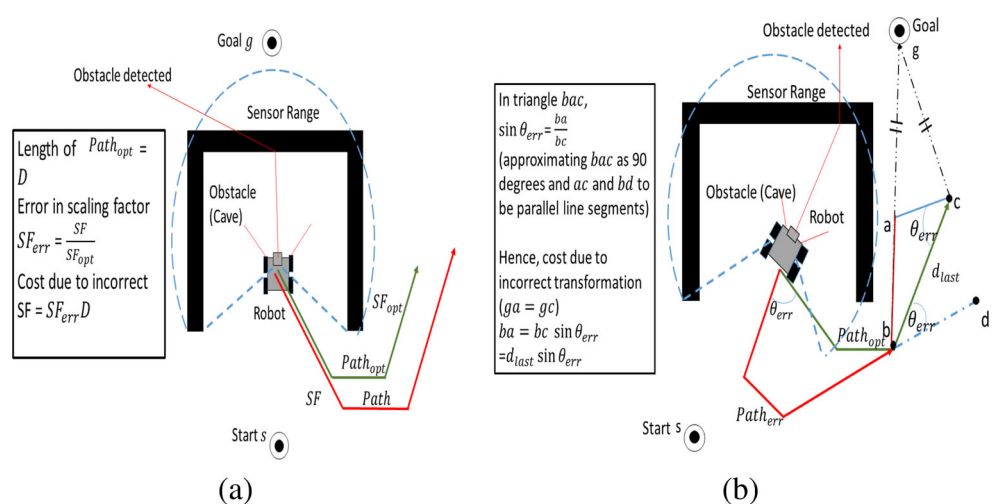 Goal g
Obstacle detected
Sensor Range
Length of Path_opt =
D
Error in scaling factor
SF_err = SF/SF_opt
Cost due to incorrect
SF = SF_err D
Obstacle
(Cave)
Robot
SF_opt
Path_opt
SF
Path
Start s
(a)
Goal
g
Obstacle detected
Sensor Range
In triangle bac,
sin θ_err = ba/bc
(approximating bac as 90
degrees and ac and bd to
be parallel line segments)
Hence, cost due to
incorrect transformation
(ga = gc)
ba = bc sin θ_err
=d_last sin θ_err
Obstacle (Cave)
Robot
c
a
θ_err
d_last
θ_err
θ_err
b
d
Path_opt
Path_err
Start s
(b)